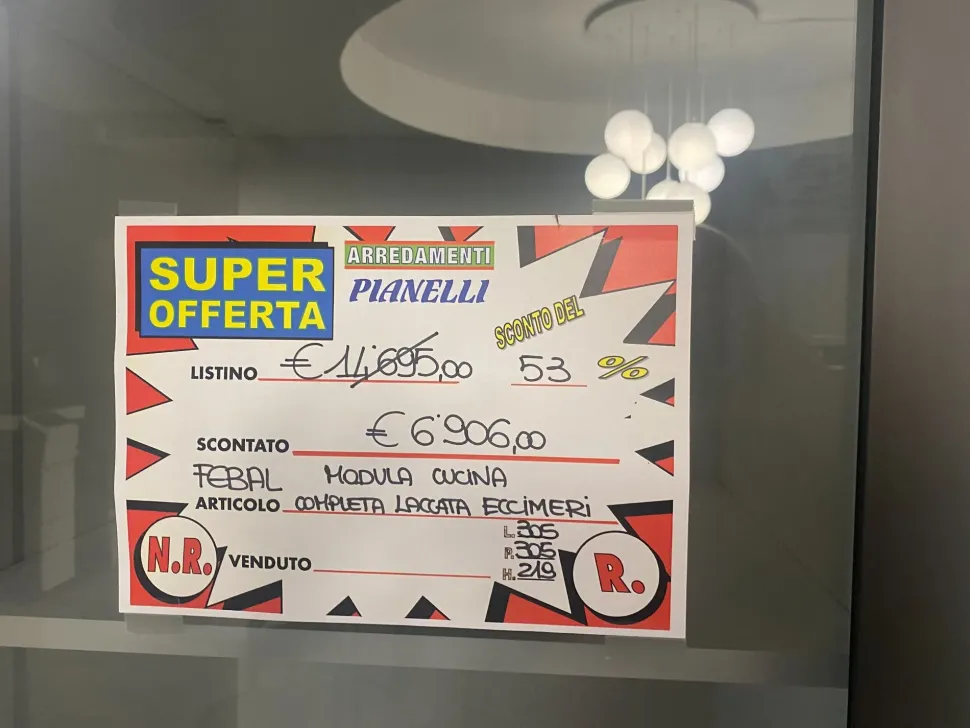 SUPER
OFFERTA
ARREDAMENTI
PIANELLI
SCONTO DEL
53 %
LISTINO € 14'695,00
SCONTATO € 6'906,00
FEBAL MODULA CUCINA
ARTICOLO COMPLETA LACCATA ECCIMERI
L. 305
P. 305
H. 219
N.R. VENDUTO
R.